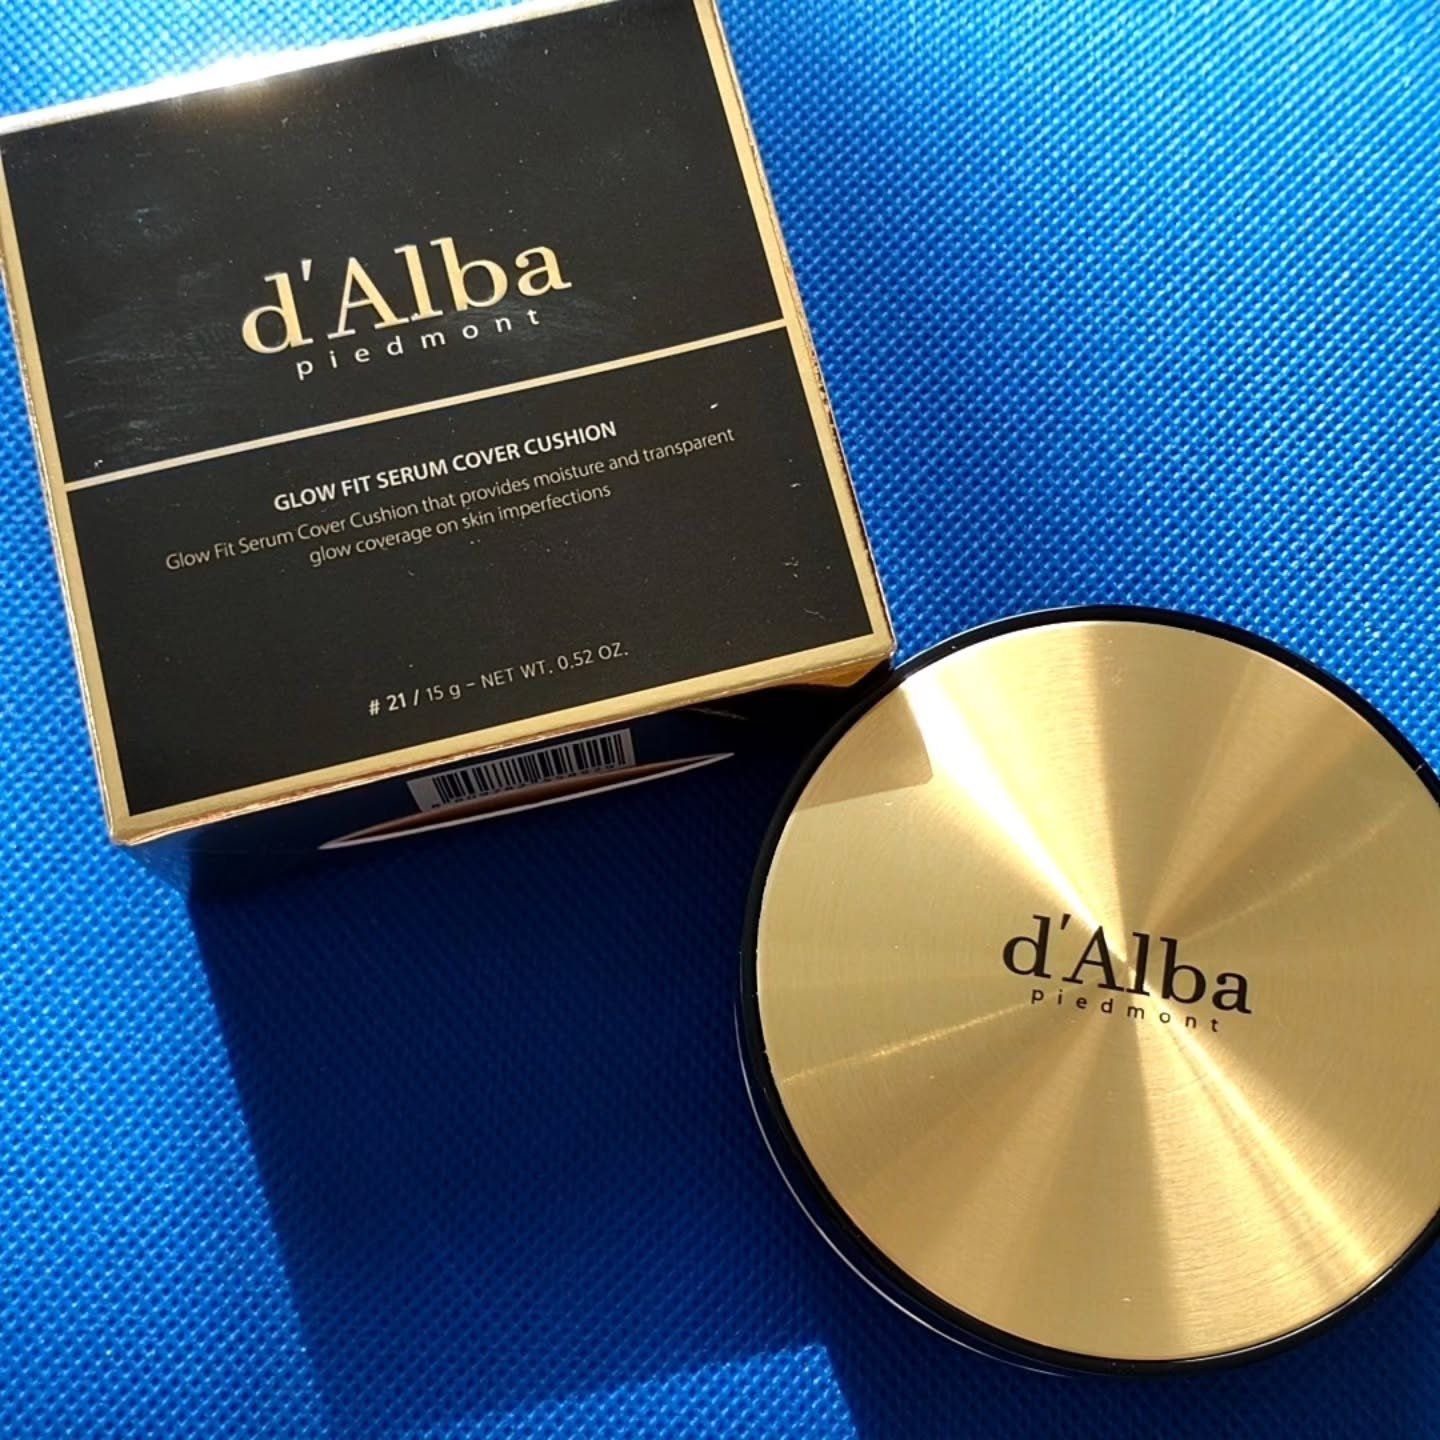 d'Alba
piedmont
GLOW FIT SERUM COVER CUSHION
Glow Fit Serum Cover Cushion that provides moisture and transparent
glow coverage on skin imperfections
# 21 / 15 g – NET WT. 0.52 OZ.
d'Alba
piedmont